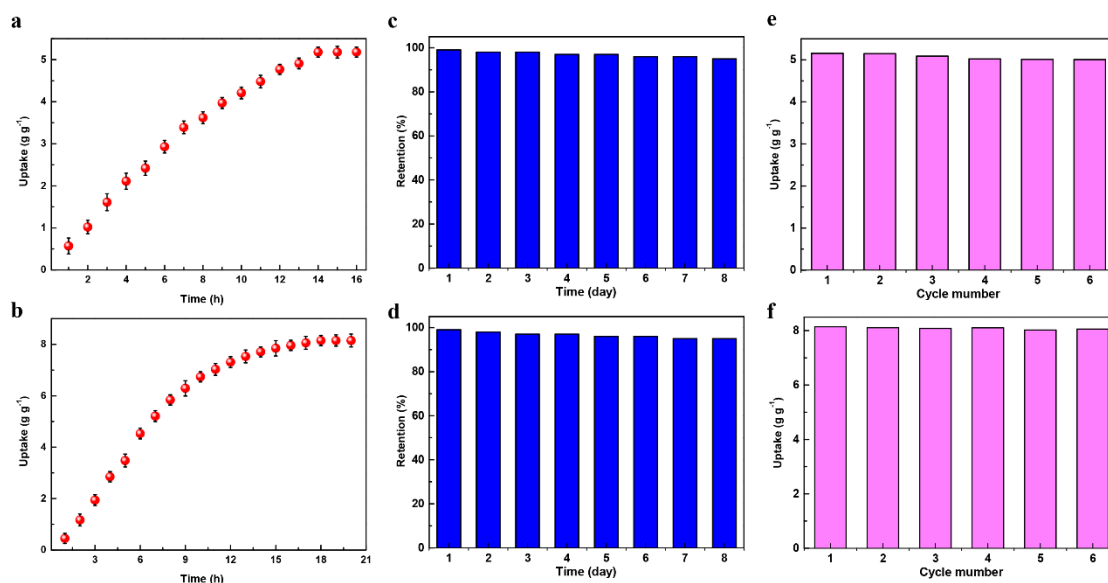 a
Uptake (g g⁻¹)
5
4
3
2
1
0
2 4 6 8 10 12 14 16
Time (h)
c
Retention (%)
100
80
60
40
20
0
1 2 3 4 5 6 7 8
Time (day)
e
Uptake (g g⁻¹)
5
4
3
2
1
0
1 2 3 4 5 6
Cycle mumber
b
Uptake (g g⁻¹)
8
6
4
2
0
3 6 9 12 15 18 21
Time (h)
d
Retention (%)
100
80
60
40
20
0
1 2 3 4 5 6 7 8
Time (day)
f
Uptake (g g⁻¹)
8
6
4
2
0
1 2 3 4 5 6
Cycle mumber